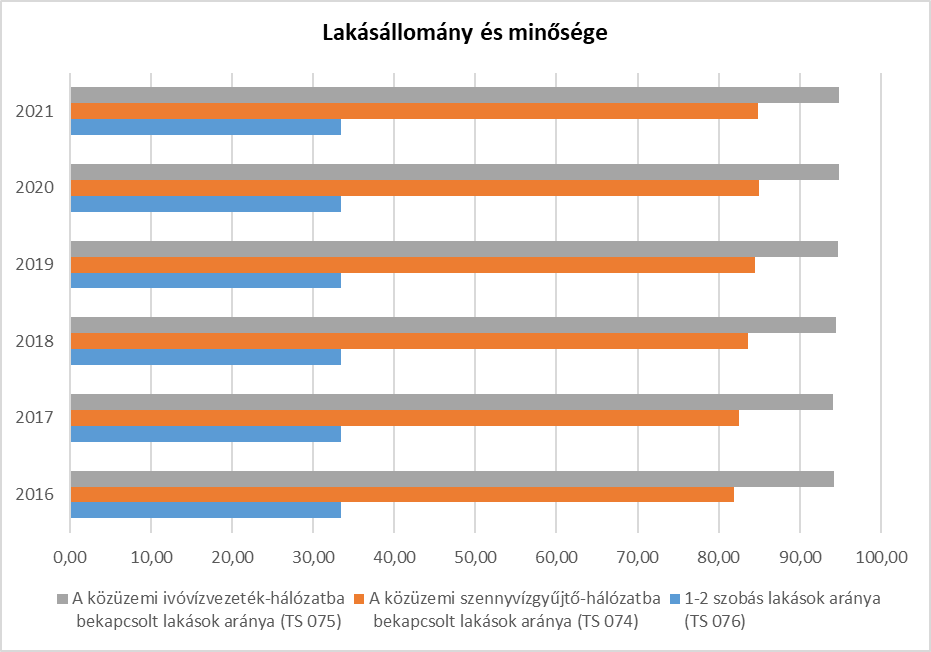 Lakásállomány és minősége
2021
2020
2019
2018
2017
2016
0,00 10,00 20,00 30,00 40,00 50,00 60,00 70,00 80,00 90,00 100,00
A közüzemi ivóvízvezeték-hálózatba
bekapcsolt lakások aránya (TS 075)
A közüzemi szennyvízgyűjtő-hálózatba
bekapcsolt lakások aránya (TS 074)
1-2 szobás lakások aránya
(TS 076)